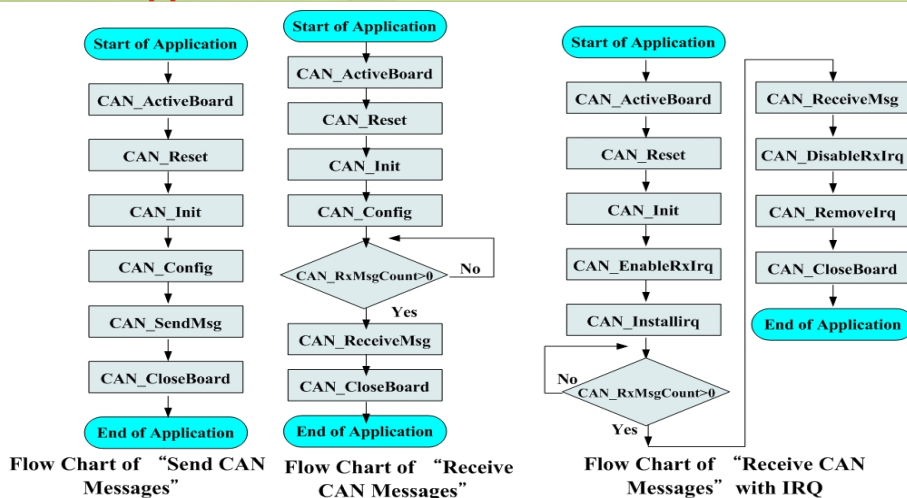 Start of Application
CAN_ActiveBoard
CAN_Reset
CAN_Init
CAN_Config
CAN_SendMsg
CAN_CloseBoard
End of Application
Flow Chart of “Send CAN
Messages”
Start of Application
CAN_ActiveBoard
CAN_Reset
CAN_Init
CAN_Config
CAN_RxMsgCount>0
No
Yes
CAN_ReceiveMsg
CAN_CloseBoard
End of Application
Flow Chart of “Receive
CAN Messages”
Start of Application
CAN_ActiveBoard
CAN_Reset
CAN_Init
CAN_EnableRxIrq
CAN_Installirq
No
CAN_RxMsgCount>0
Yes
CAN_ReceiveMsg
CAN_DisableRxIrq
CAN_RemoveIrq
CAN_CloseBoard
End of Application
Flow Chart of “Receive CAN
Messages” with IRQ